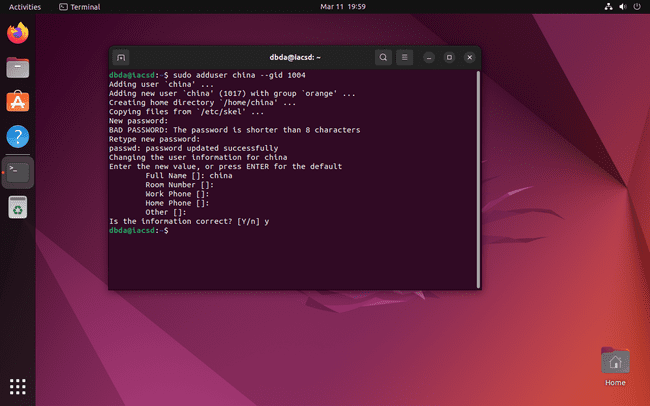 Activities
Terminal
Mar 11 19:59
dbda@iacsd: ~
dbda@iacsd:~$ sudo adduser china --gid 1004
Adding user `china' ...
Adding new user `china' (1017) with group `orange' ...
Creating home directory `/home/china' ...
Copying files from `/etc/skel' ...
New password:
BAD PASSWORD: The password is shorter than 8 characters
Retype new password:
passwd: password updated successfully
Changing the user information for china
Enter the new value, or press ENTER for the default
Full Name []: china
Room Number []:
Work Phone []:
Home Phone []:
Other []:
Is the information correct? [Y/n] y
dbda@iacsd:~$
Home